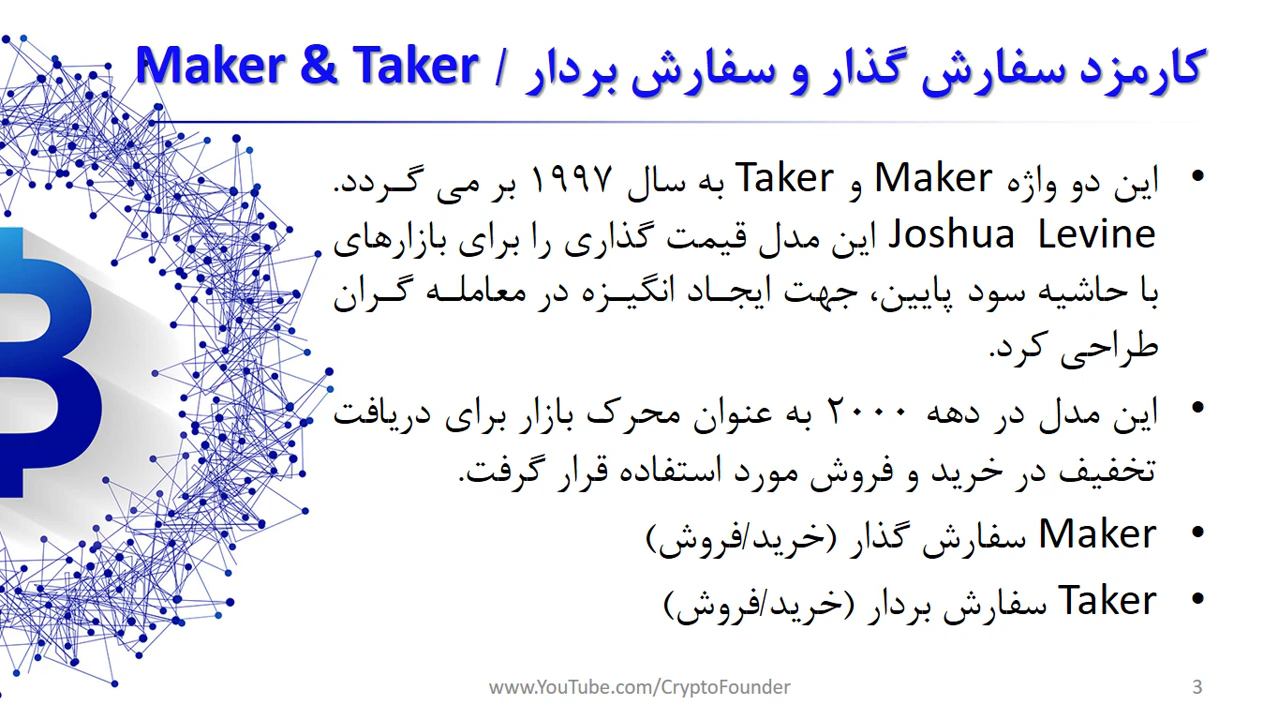 کارمزد سفارش گذار و سفارش بردار / Maker & Taker
• این دو واژه Maker و Taker به سال ۱۹۹۷ بر می گردد.
Joshua Levine این مدل قیمت گذاری را برای بازارهای
با حاشیه سود پایین، جهت ایجاد انگیزه در معامله گران
طراحی کرد.
• این مدل در دهه ۲۰۰۰ به عنوان محرک بازار برای دریافت
تخفیف در خرید و فروش مورد استفاده قرار گرفت.
• Maker سفارش گذار (خرید/فروش)
• Taker سفارش بردار (خرید/فروش)
www.YouTube.com/CryptoFounder
3